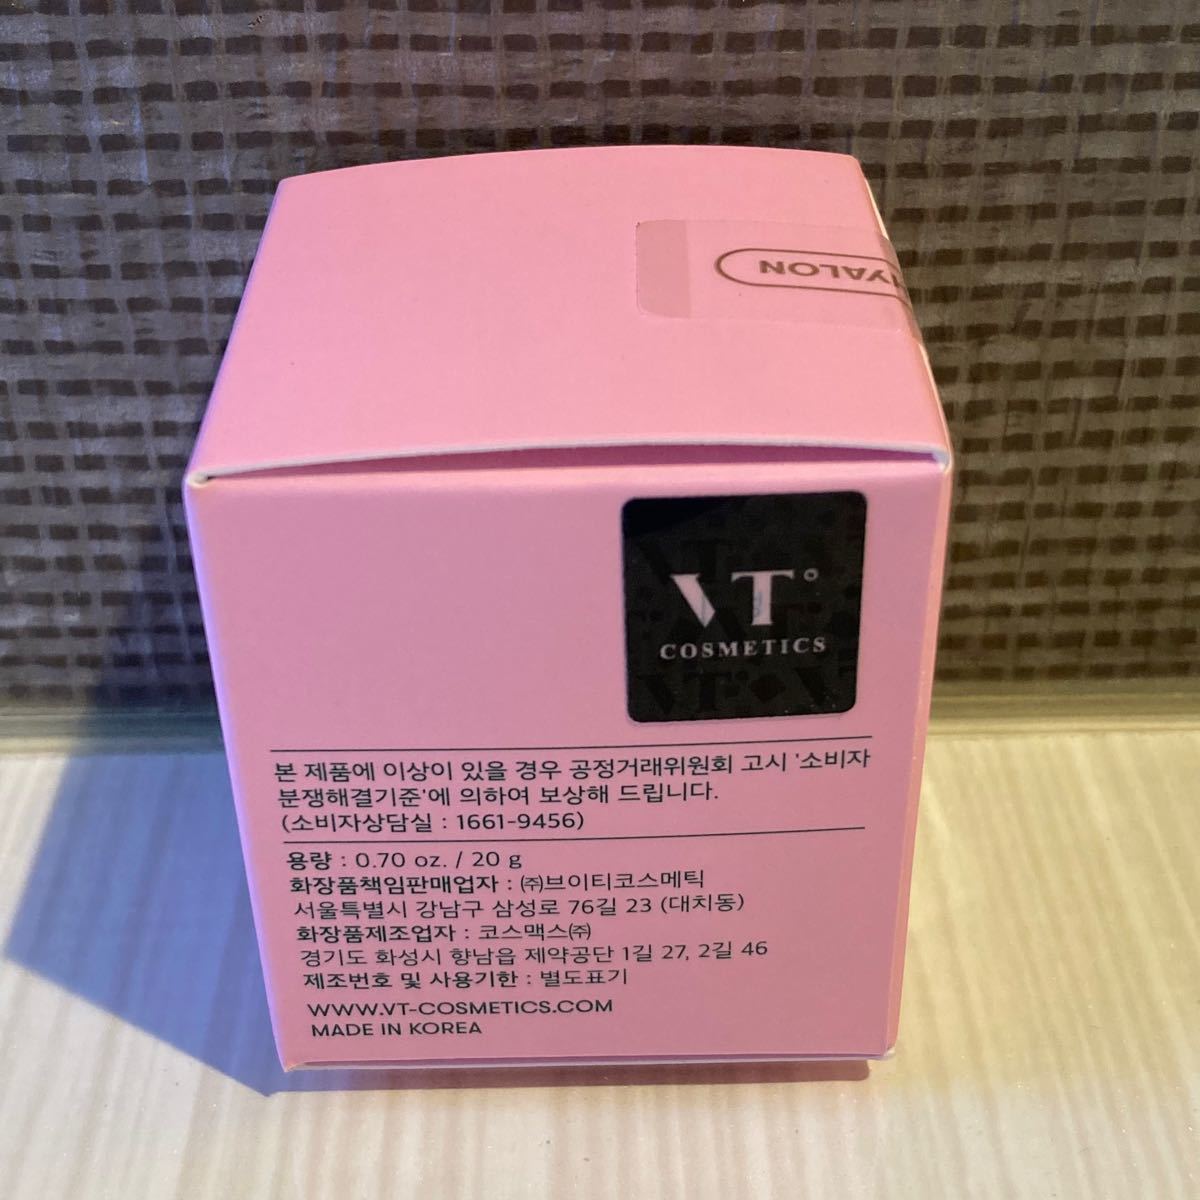 YALON
VT°
COSMETICS
본 제품에 이상이 있을 경우 공정거래위원회 고시 '소비자
분쟁해결기준'에 의하여 보상해 드립니다.
(소비자상담실 : 1661-9456)
용량 : 0.70 oz. / 20 g
화장품책임판매업자 : ㈜브이티코스메틱
서울특별시 강남구 삼성로 76길 23 (대치동)
화장품제조업자 : 코스맥스㈜
경기도 화성시 향남읍 제약공단 1길 27, 2길 46
제조번호 및 사용기한 : 별도표기
WWW.VT-COSMETICS.COM
MADE IN KOREA